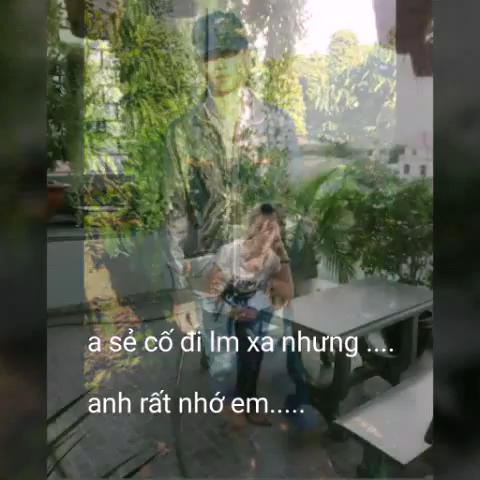 a sẻ cố đi lm xa nhưng ....
anh rất nhớ em.....